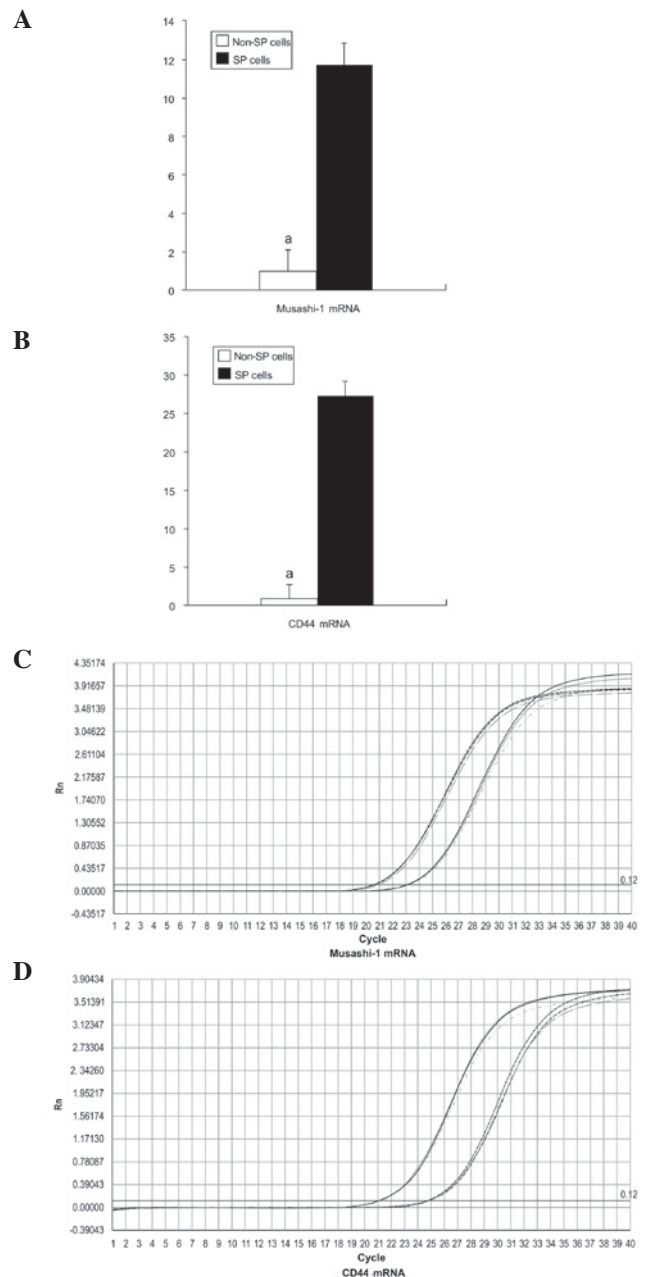 A
14
12
10
8
6
4
2
0
Non-SP cells
SP cells
a
Musashi-1 mRNA
B
35
30
25
20
15
10
5
0
Non-SP cells
SP cells
a
CD44 mRNA
C
4.35174
3.91657
3.48139
3.04622
2.61104
2.17587
1.74070
1.30552
0.87035
0.43517
0.00000
-0.43517
Rn
0.12
1 2 3 4 5 6 7 8 9 10 11 12 13 14 15 16 17 18 19 20 21 22 23 24 25 26 27 28 29 30 31 32 33 34 35 36 37 38 39 40
Cycle
Musashi-1 mRNA
D
3.90434
3.51391
3.12347
2.73304
2. 34260
1.95217
1.56174
1.17130
0.78087
0.39043
0.00000
-0.39043
Rn
0.12
1 2 3 4 5 6 7 8 9 10 11 12 13 14 15 16 17 18 19 20 21 22 23 24 25 26 27 28 29 30 31 32 33 34 35 36 37 38 39 40
Cycle
CD44 mRNA